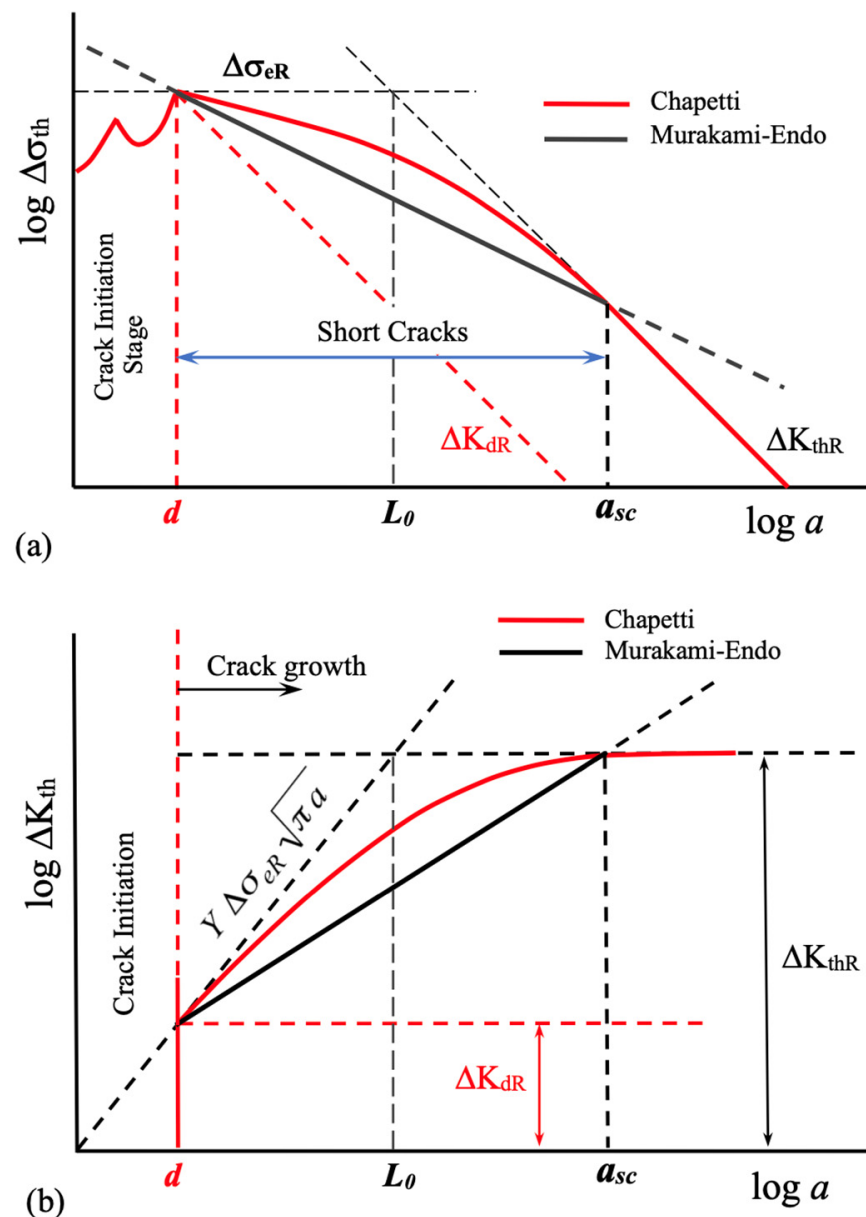 ΔσeR
Chapetti
Murakami-Endo
log Δσth
Crack Initiation
Stage
Short Cracks
ΔKdR
ΔKthR
d
L0
asc
log a
(a)
Chapetti
Murakami-Endo
Crack growth
log ΔKth
Crack Initiation
Y ΔσeR √π a
ΔKthR
ΔKdR
d
L0
asc
log a
(b)